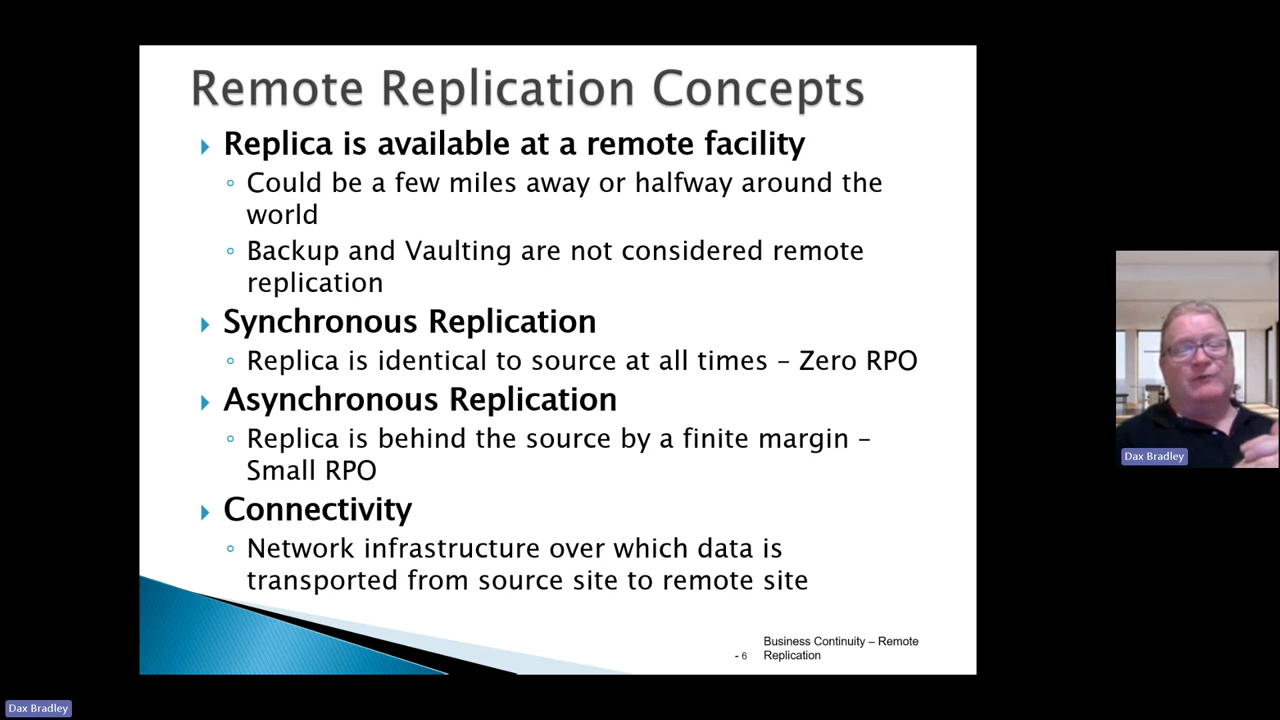 Remote Replication Concepts
Replica is available at a remote facility
Could be a few miles away or halfway around the
world
Backup and Vaulting are not considered remote
replication
Synchronous Replication
Replica is identical to source at all times – Zero RPO
Asynchronous Replication
Replica is behind the source by a finite margin –
Small RPO
Connectivity
Network infrastructure over which data is
transported from source site to remote site
- 6
Business Continuity – Remote
Replication
Dax Bradley
Dax Bradley